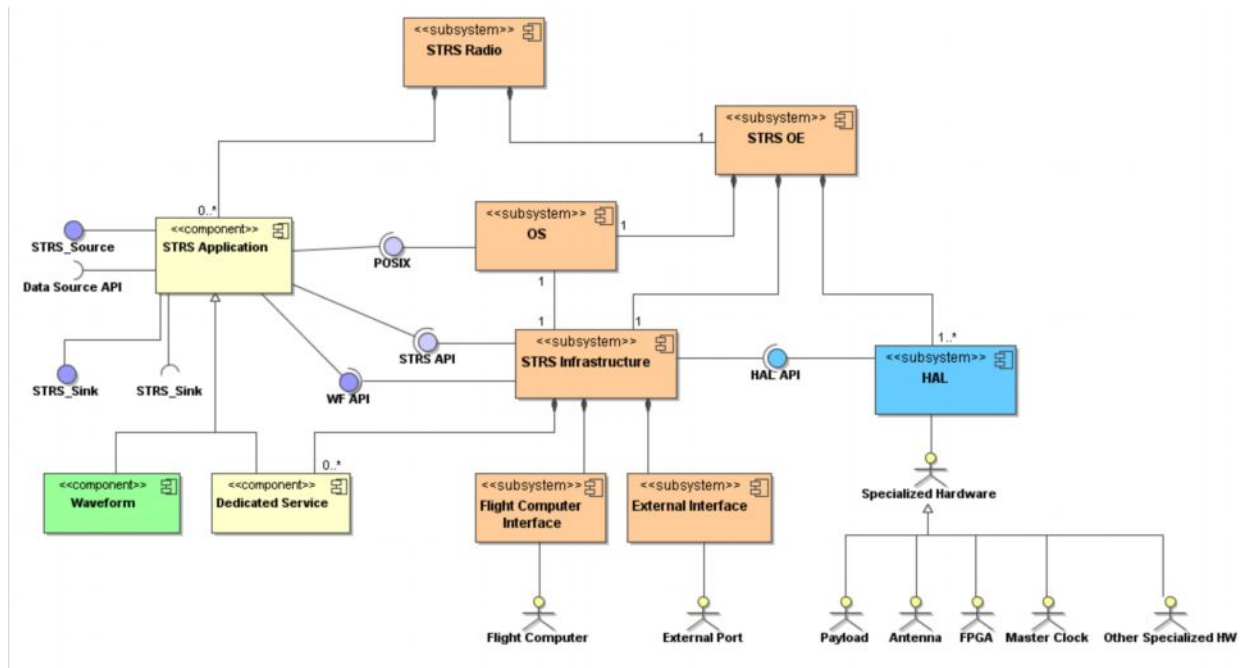 <<subsystem>>
STRS Radio
<<subsystem>>
STRS OE
1
0..*
<<component>>
STRS Application
STRS_Source
Data Source API
STRS_Sink
STRS_Sink
POSIX
<<subsystem>>
OS
1
1
1
1
STRS API
WF API
<<subsystem>>
STRS Infrastructure
HAL API
1..*
<<subsystem>>
HAL
<<component>>
Waveform
<<component>>
Dedicated Service
0..*
<<subsystem>>
Flight Computer
Interface
<<subsystem>>
External Interface
Specialized Hardware
Flight Computer
External Port
Payload
Antenna
FPGA
Master Clock
Other Specialized HW